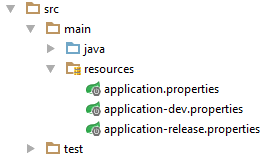 src
main
java
resources
application.properties
application-dev.properties
application-release.properties
test